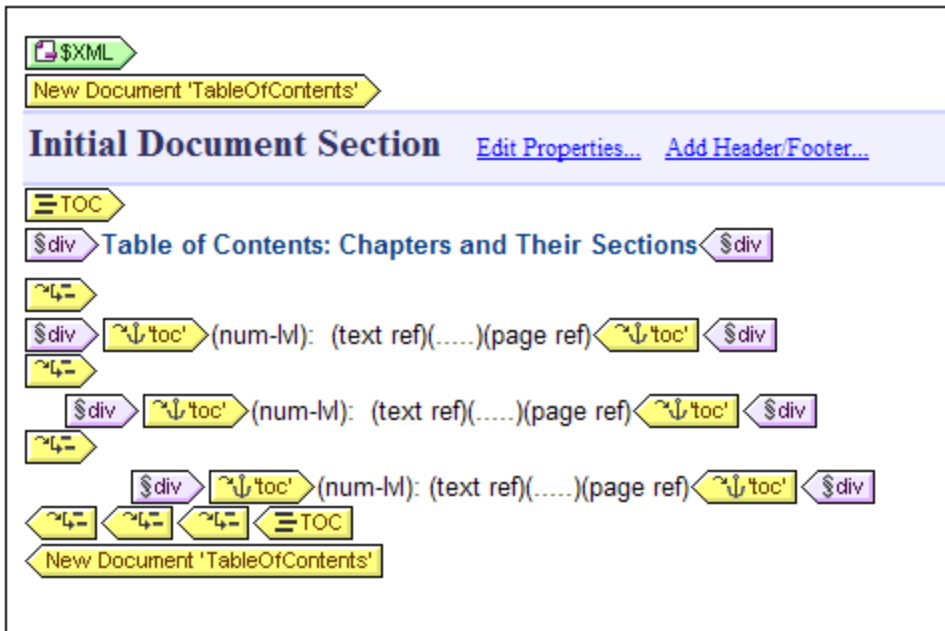 $XML
New Document 'TableOfContents'
Initial Document Section Edit Properties... Add Header/Footer...
TOC
§div Table of Contents: Chapters and Their Sections §div
§div 'toc' (num-lvl): (text ref)(.....)(page ref) 'toc' §div
§div 'toc' (num-lvl): (text ref)(.....)(page ref) 'toc' §div
§div 'toc' (num-lvl): (text ref)(.....)(page ref) 'toc' §div
TOC
New Document 'TableOfContents'